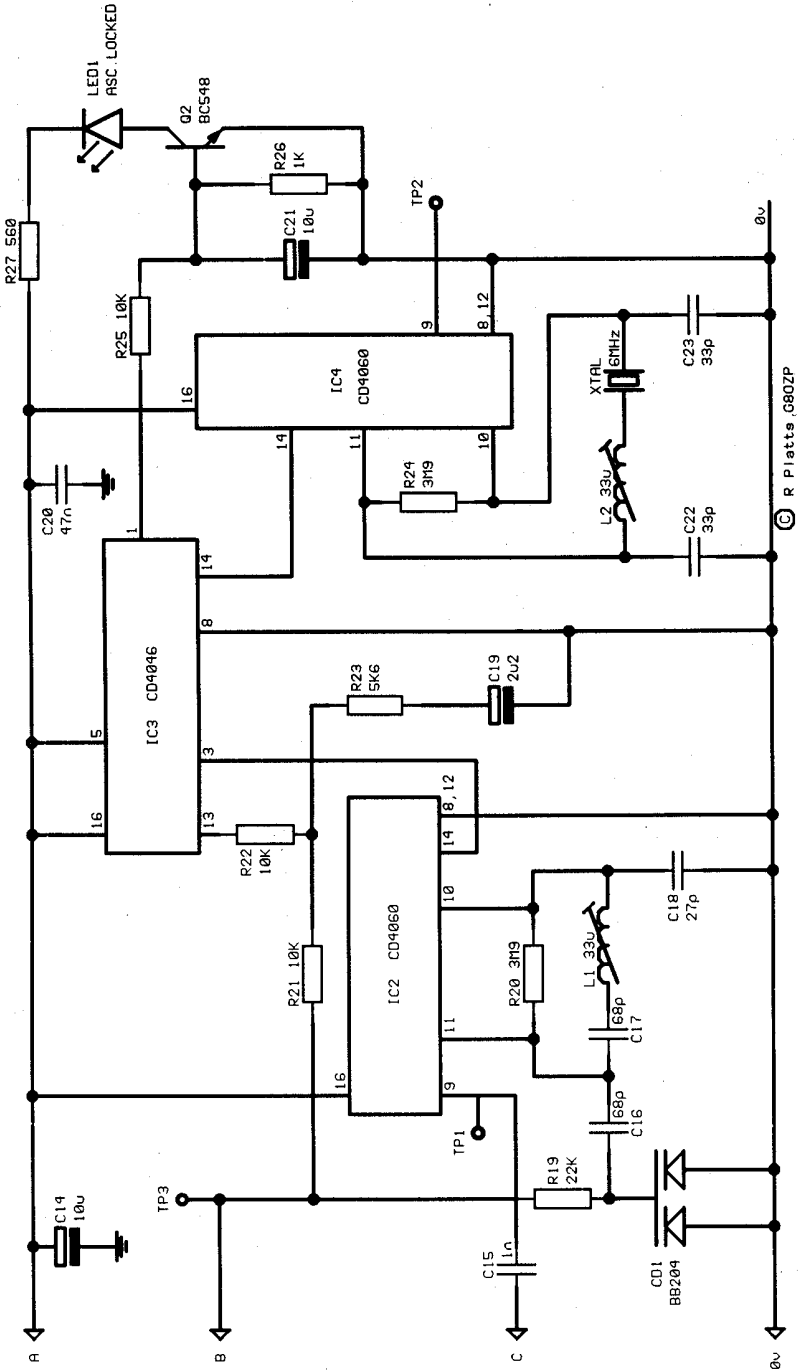 A
B
C
0v
C14
10u
TP3
16
5
IC3 CD4046
13
3
8
14
1
C20
47n
R27 560
LED1
ASC.LOCKED
Q2
BC548
R25 10K
R26
1K
C21
10u
16
IC4
CD4060
14
11
10
9
8,12
TP2
R22
10K
R21 10K
R23
5K6
C19
2u2
16
IC2 CD4060
9
11
10
14
8,12
TP1
C15
1n
R19
22K
R20 3M9
68p
C16
68p
C17
L1 33u
C18
27p
CD1
BB204
R24
3M9
L2 33u
XTAL
6MHz
C22
33p
C23
33p
0v
© R Platts, G8OZP